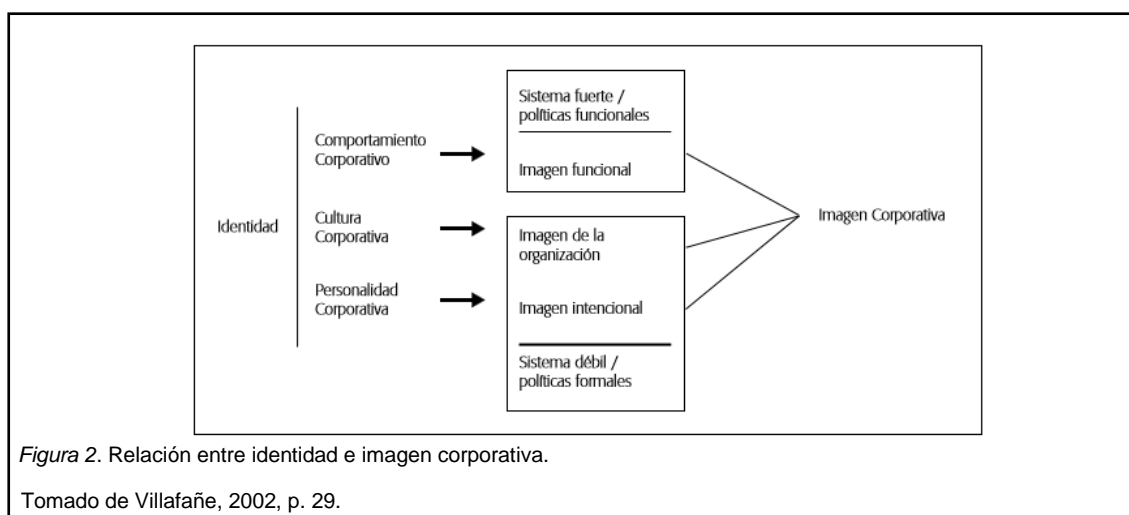 Sistema fuerte /
políticas funcionales
Comportamiento
Corporativo
Imagen funcional
Identidad
Cultura
Corporativa
Imagen de la
organización
Imagen Corporativa
Personalidad
Corporativa
Imagen intencional
Sistema débil /
políticas formales
Figura 2. Relación entre identidad e imagen corporativa.
Tomado de Villafañe, 2002, p. 29.